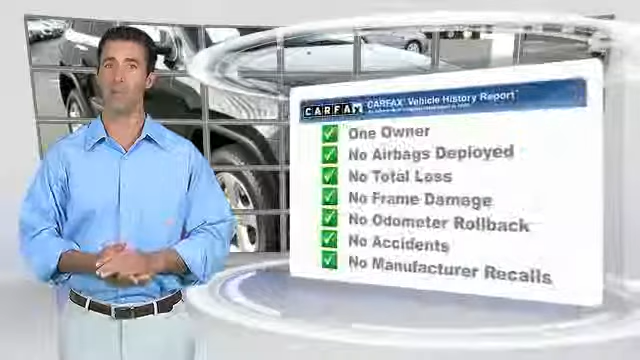 CARFAX CARFAX Vehicle History Report
One Owner
No Airbags Deployed
No Total Loss
No Frame Damage
No Odometer Rollback
No Accidents
No Manufacturer Recalls